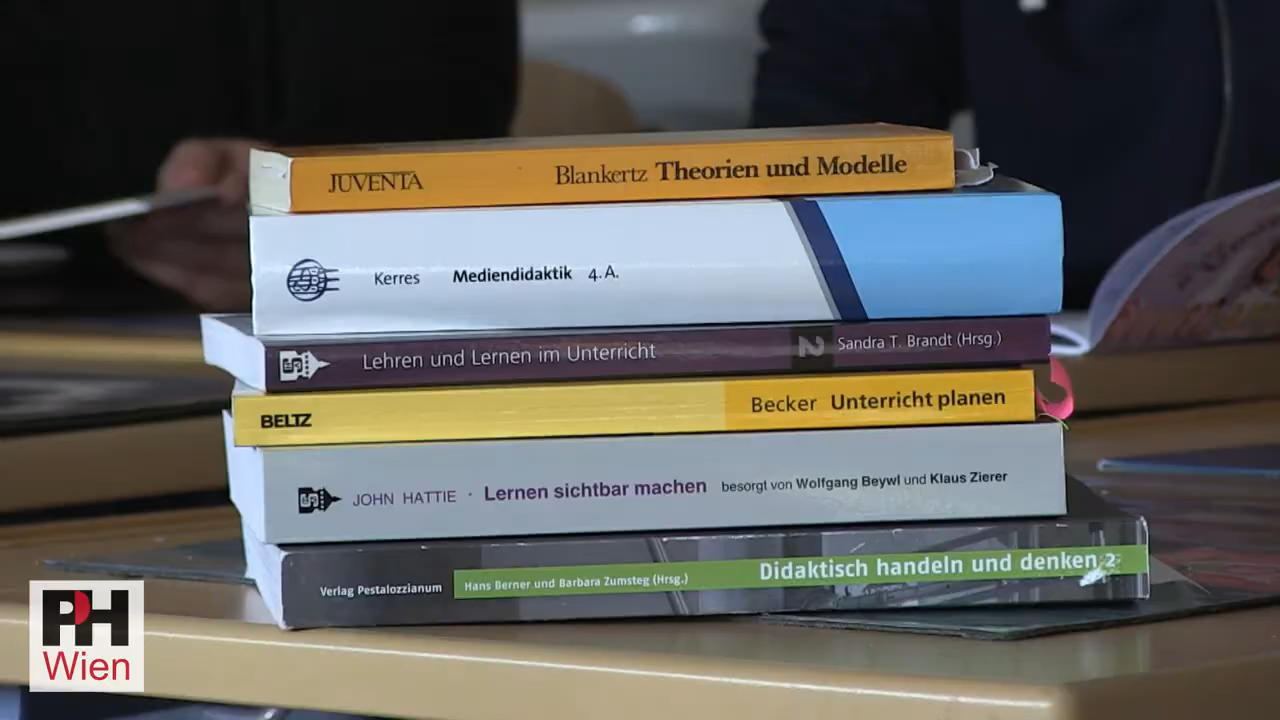 JUVENTA Blankertz Theorien und Modelle
Kerres Mediendidaktik 4. A.
Lehren und Lernen im Unterricht 2 Sandra T. Brandt (Hrsg.)
BELTZ Becker Unterricht planen
JOHN HATTIE · Lernen sichtbar machen besorgt von Wolfgang Beywl und Klaus Zierer
Verlag Pestalozzianum Hans Berner und Barbara Zumsteg (Hrsg.) Didaktisch handeln und denken 2
PH
Wien